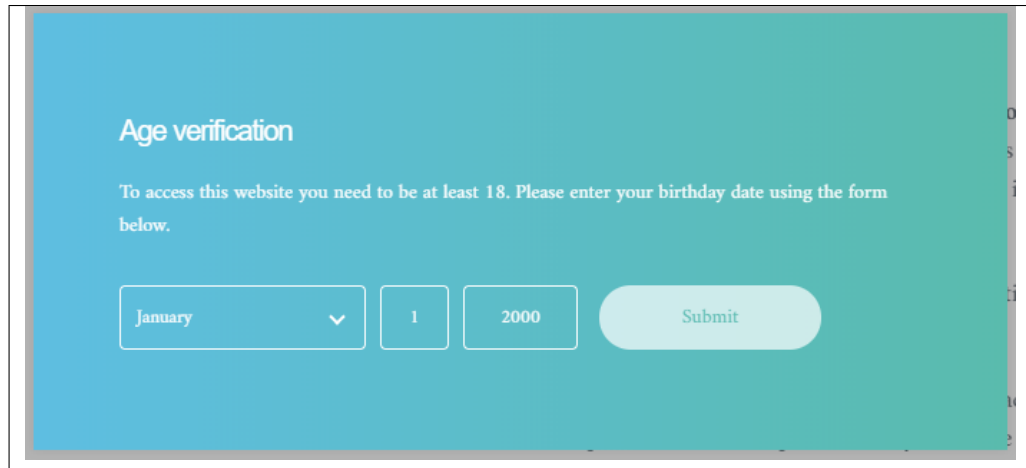 Age verification
To access this website you need to be at least 18. Please enter your birthday date using the form
below.
January 1 2000 Submit